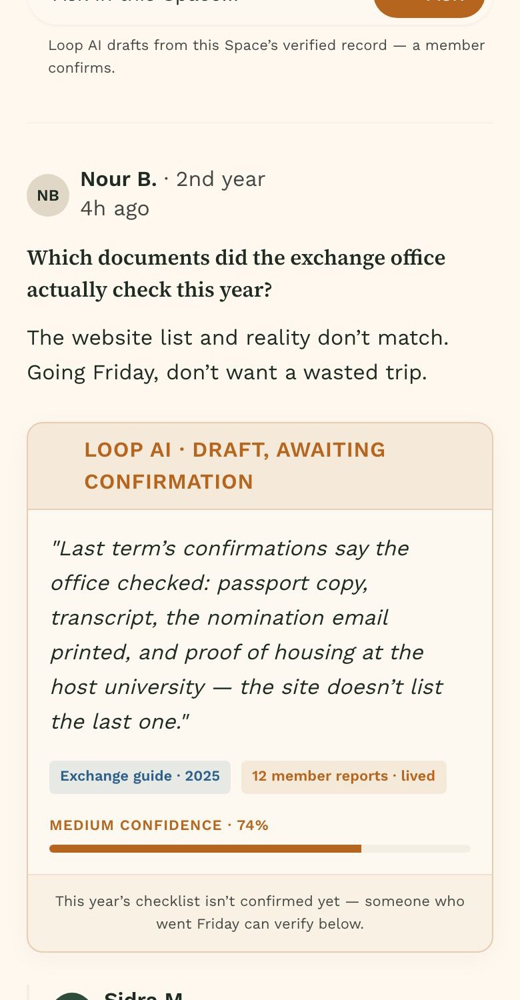 Loop AI drafts from this Space’s verified record — a member
confirms.
NB
Nour B. · 2nd year
4h ago
Which documents did the exchange office
actually check this year?
The website list and reality don’t match.
Going Friday, don’t want a wasted trip.
LOOP AI · DRAFT, AWAITING
CONFIRMATION
"Last term’s confirmations say the
office checked: passport copy,
transcript, the nomination email
printed, and proof of housing at the
host university — the site doesn’t list
the last one."
Exchange guide · 2025
12 member reports · lived
MEDIUM CONFIDENCE · 74%
This year’s checklist isn’t confirmed yet — someone who
went Friday can verify below.
Sidra M.